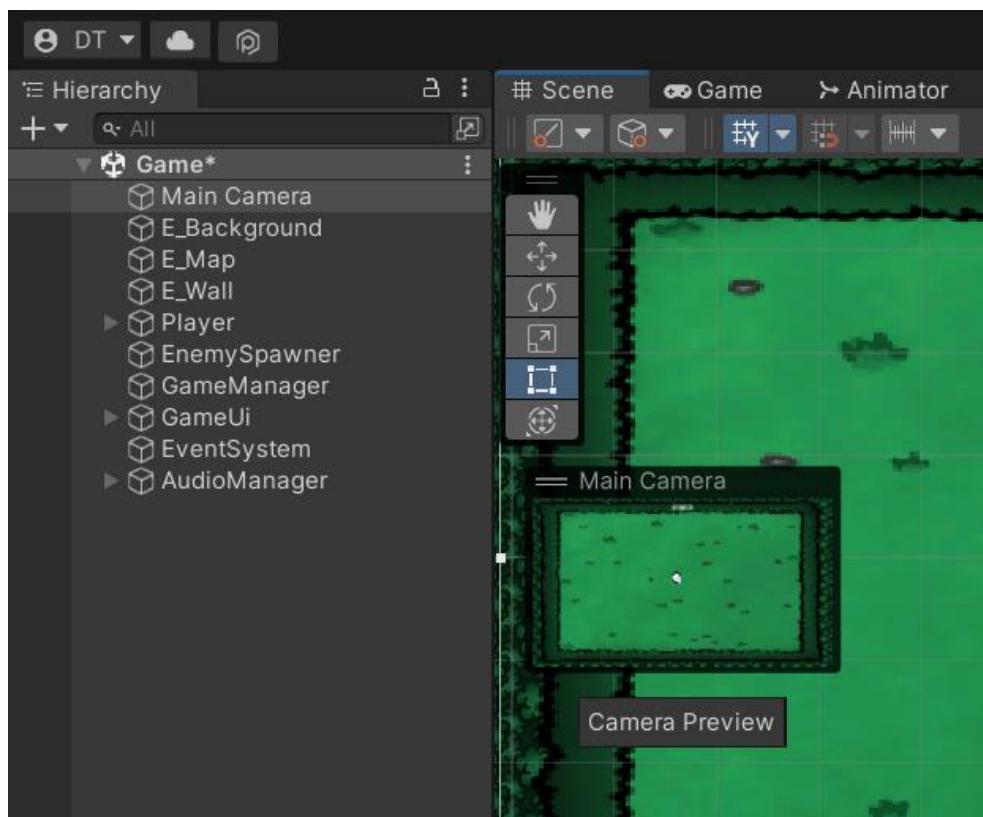 DT
Hierarchy
Scene
Game
Animator
All
Game*
Main Camera
E_Background
E_Map
E_Wall
Player
EnemySpawner
GameManager
GameUi
EventSystem
AudioManager
Y
Main Camera
Camera Preview